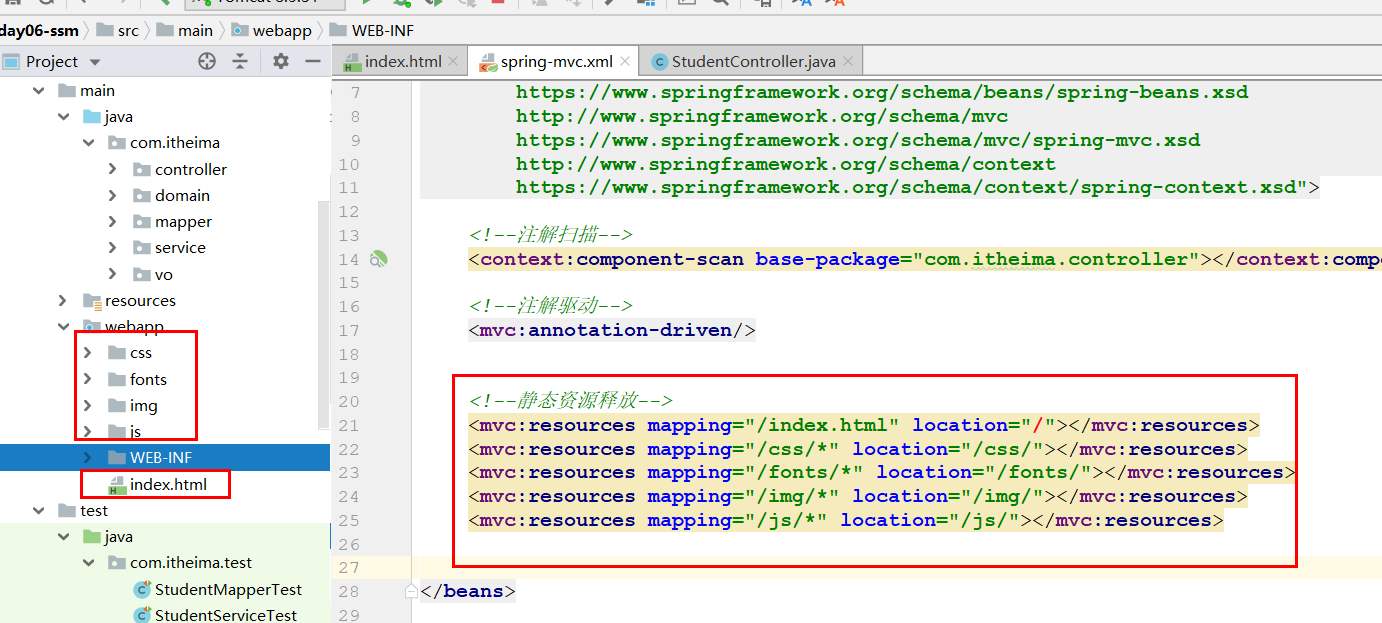 day06-ssm src main webapp WEB-INF
Project
index.html spring-mvc.xml StudentController.java
main
java
com.itheima
controller
domain
mapper
service
vo
resources
webapp
css
fonts
img
js
WEB-INF
index.html
test
java
com.itheima.test
StudentMapperTest
StudentServiceTest
7 https://www.springframework.org/schema/beans/spring-beans.xsd
8 http://www.springframework.org/schema/mvc
9 https://www.springframework.org/schema/mvc/spring-mvc.xsd
10 http://www.springframework.org/schema/context
11 https://www.springframework.org/schema/context/spring-context.xsd">
12
13 <!--注解扫描-->
14 <context:component-scan base-package="com.itheima.controller"></context:comp
15
16 <!--注解驱动-->
17 <mvc:annotation-driven/>
18
19
20 <!--静态资源释放-->
21 <mvc:resources mapping="/index.html" location="/"></mvc:resources>
22 <mvc:resources mapping="/css/*" location="/css/"></mvc:resources>
23 <mvc:resources mapping="/fonts/*" location="/fonts/"></mvc:resources>
24 <mvc:resources mapping="/img/*" location="/img/"></mvc:resources>
25 <mvc:resources mapping="/js/*" location="/js/"></mvc:resources>
26
27
28 </beans>
29